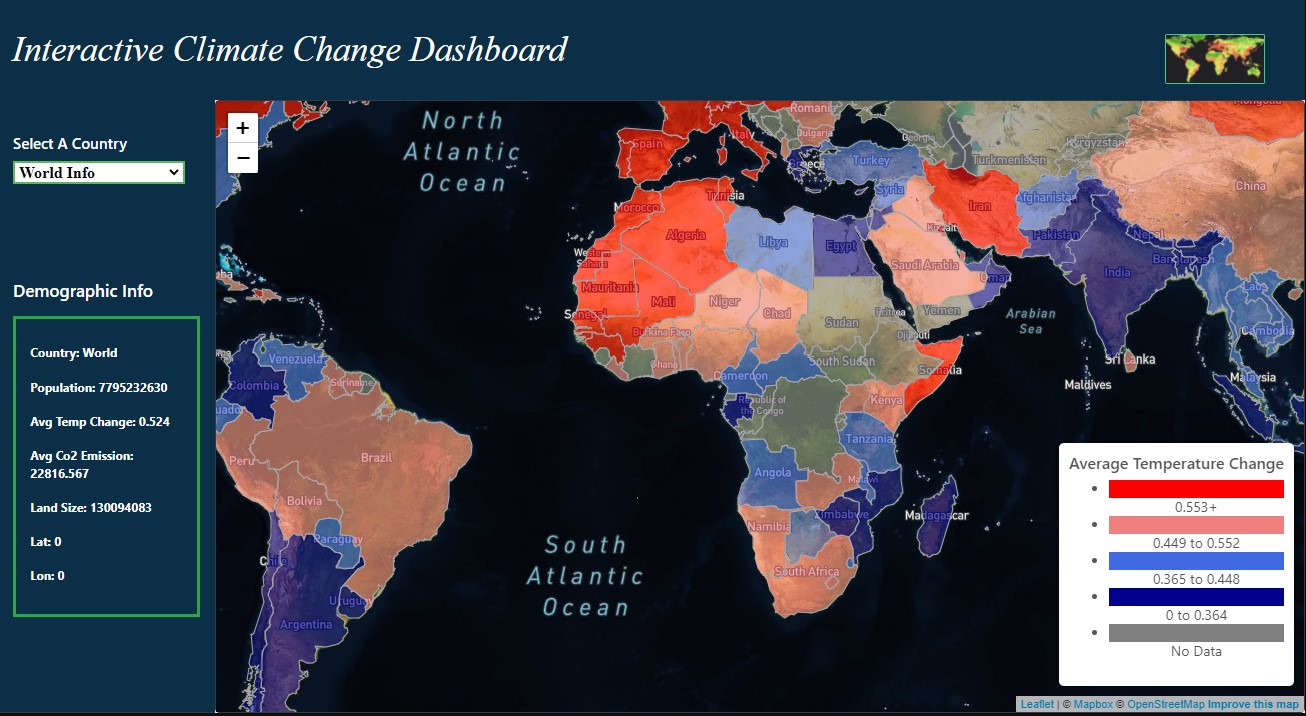 Interactive Climate Change Dashboard
Select A Country
World Info
Demographic Info
Country: World
Population: 7795232630
Avg Temp Change: 0.524
Avg Co2 Emission:
22816.567
Land Size: 130094083
Lat: 0
Lon: 0
+
−
North
Atlantic
Ocean
Romania
Mongolia
Bulgaria
Italy
Spain
Georgia
Kyrgyzstan
Greece
Turkey
Turkmenistan
China
Syria
Afghanistan
Tunisia
Morocco
Iran
Algeria
Libya
Egypt
Kuwait
Pakistan
Nepal
Bangladesh
Western
Sahara
Saudi Arabia
India
Oman
Laos
Mauritania
Mali
Niger
Chad
Senegal
Sudan
Eritrea
Yemen
Arabian
Sea
Burkina Faso
Djibouti
Cambodia
Ghana
South Sudan
Somalia
Sri Lanka
Venezuela
Suriname
Colombia
Cameroon
Maldives
Malaysia
Republic of
the Congo
Kenya
Tanzania
Peru
Brazil
Angola
Malawi
Bolivia
Zimbabwe
Madagascar
Namibia
Paraguay
South
Atlantic
Ocean
Chile
South Africa
Uruguay
Argentina
Average Temperature Change
0.553+
0.449 to 0.552
0.365 to 0.448
0 to 0.364
No Data
Leaflet | © Mapbox © OpenStreetMap Improve this map